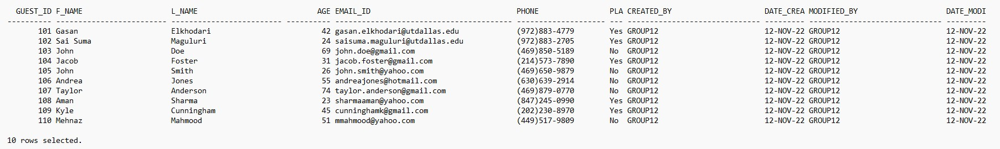 GUEST_ID F_NAME L_NAME AGE EMAIL_ID PHONE PLA CREATED_BY DATE_CREA MODIFIED_BY DATE_MODI
---------- ------------------------- ------------------------- ---------- ---------------------------------------- -------------------- --- ------------------------------ --------- ------------------------------ ---------
101 Gasan Elkhodari 42 gasan.elkhodari@utdallas.edu (972)883-4779 Yes GROUP12 12-NOV-22 GROUP12 12-NOV-22
102 Sai Suma Maguluri 24 saisuma.maguluri@utdallas.edu (972)883-2705 Yes GROUP12 12-NOV-22 GROUP12 12-NOV-22
103 John Doe 69 john.doe@gmail.com (469)850-5189 No GROUP12 12-NOV-22 GROUP12 12-NOV-22
104 Jacob Foster 31 jacob.foster@gmail.com (214)573-7890 Yes GROUP12 12-NOV-22 GROUP12 12-NOV-22
105 John Smith 26 john.smith@yahoo.com (469)650-9879 No GROUP12 12-NOV-22 GROUP12 12-NOV-22
106 Andrea Jones 55 andreajones@hotmail.com (630)639-2914 No GROUP12 12-NOV-22 GROUP12 12-NOV-22
107 Taylor Anderson 74 taylor.anderson@gmail.com (469)879-0770 No GROUP12 12-NOV-22 GROUP12 12-NOV-22
108 Aman Sharma 23 sharmaaman@yahoo.com (847)245-0990 Yes GROUP12 12-NOV-22 GROUP12 12-NOV-22
109 Kyle Cunningham 45 cunninghamk@gmail.com (202)230-8970 Yes GROUP12 12-NOV-22 GROUP12 12-NOV-22
110 Mehnaz Mahmood 51 mmahmood@yahoo.com (449)517-9809 No GROUP12 12-NOV-22 GROUP12 12-NOV-22
10 rows selected.